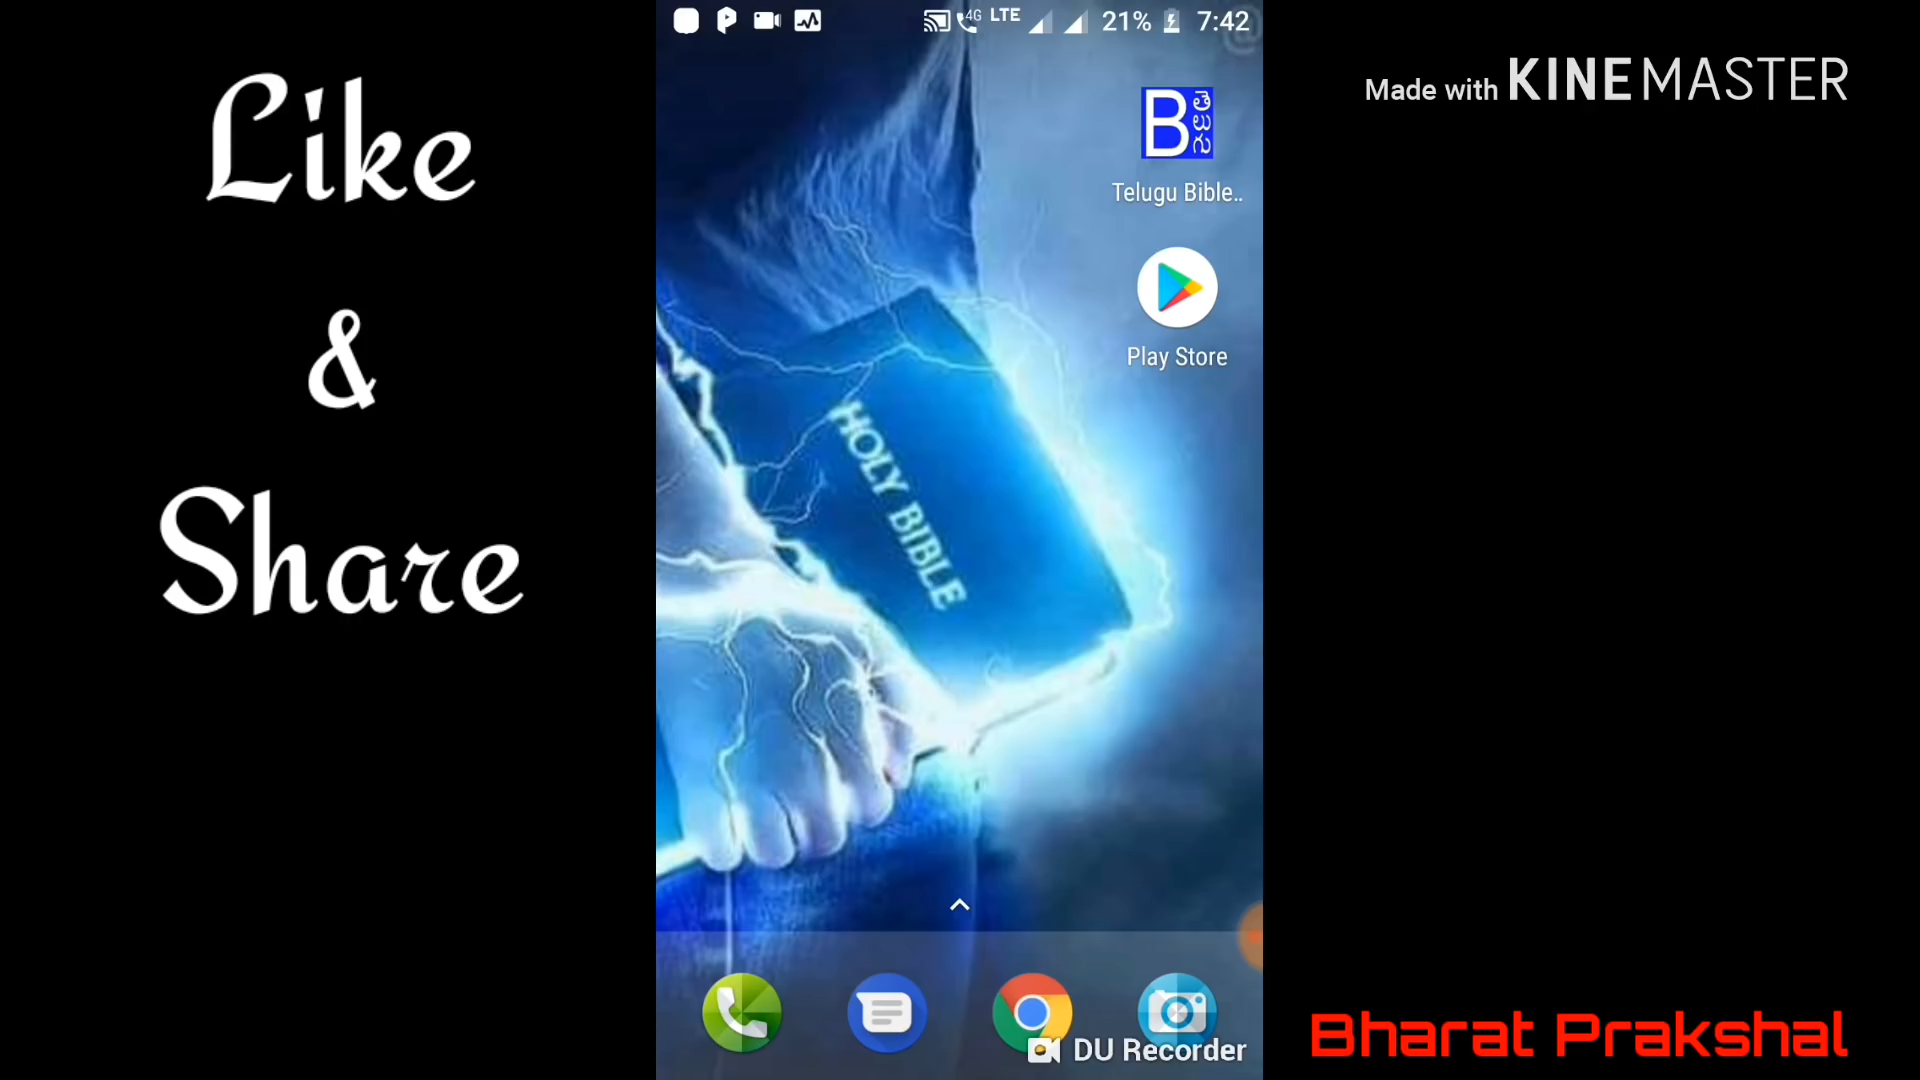 Like
&
Share
4G LTE 21% 7:42
B తెలుగు
Telugu Bible..
Play Store
HOLY BIBLE
DU Recorder
Made with KINEMASTER
Bharat Prakshal